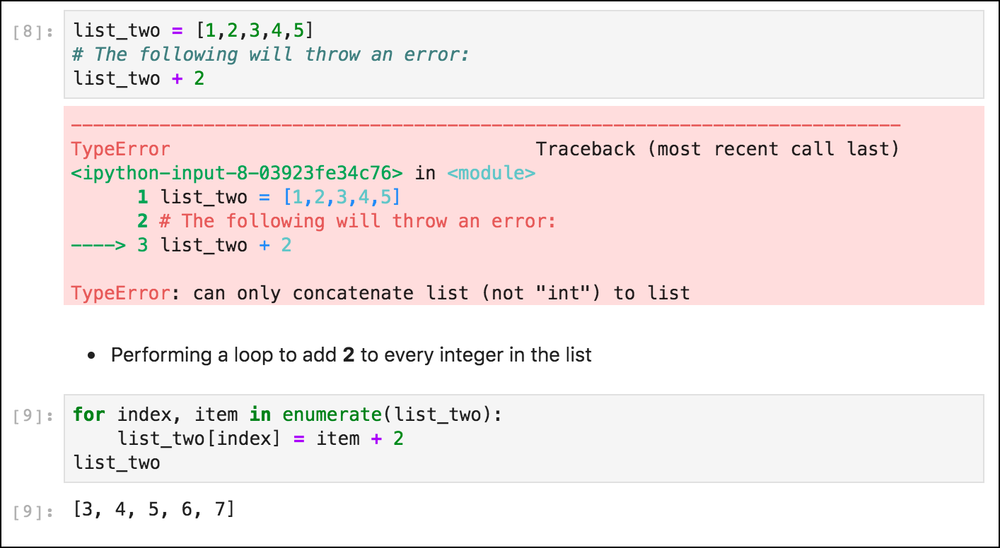 [8]: list_two = [1,2,3,4,5]
# The following will throw an error:
list_two + 2
---------------------------------------------------------------------------
TypeError                                 Traceback (most recent call last)
<ipython-input-8-03923fe34c76> in <module>
      1 list_two = [1,2,3,4,5]
      2 # The following will throw an error:
----> 3 list_two + 2
TypeError: can only concatenate list (not "int") to list
• Performing a loop to add 2 to every integer in the list
[9]: for index, item in enumerate(list_two):
    list_two[index] = item + 2
list_two
[9]: [3, 4, 5, 6, 7]